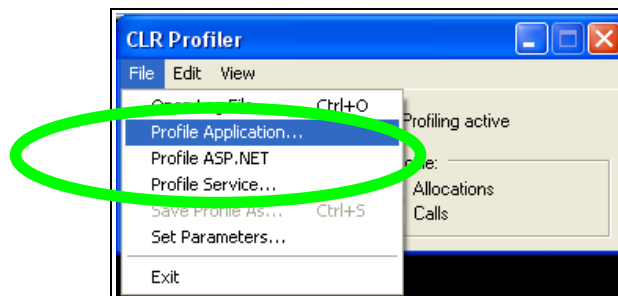 CLR Profiler
File Edit View
Ctrl+O
Profile Application...
Profiling active
Profile ASP.NET
Profile Service...
Allocations
Save Profile As... Ctrl+S
Calls
Set Parameters...
Exit